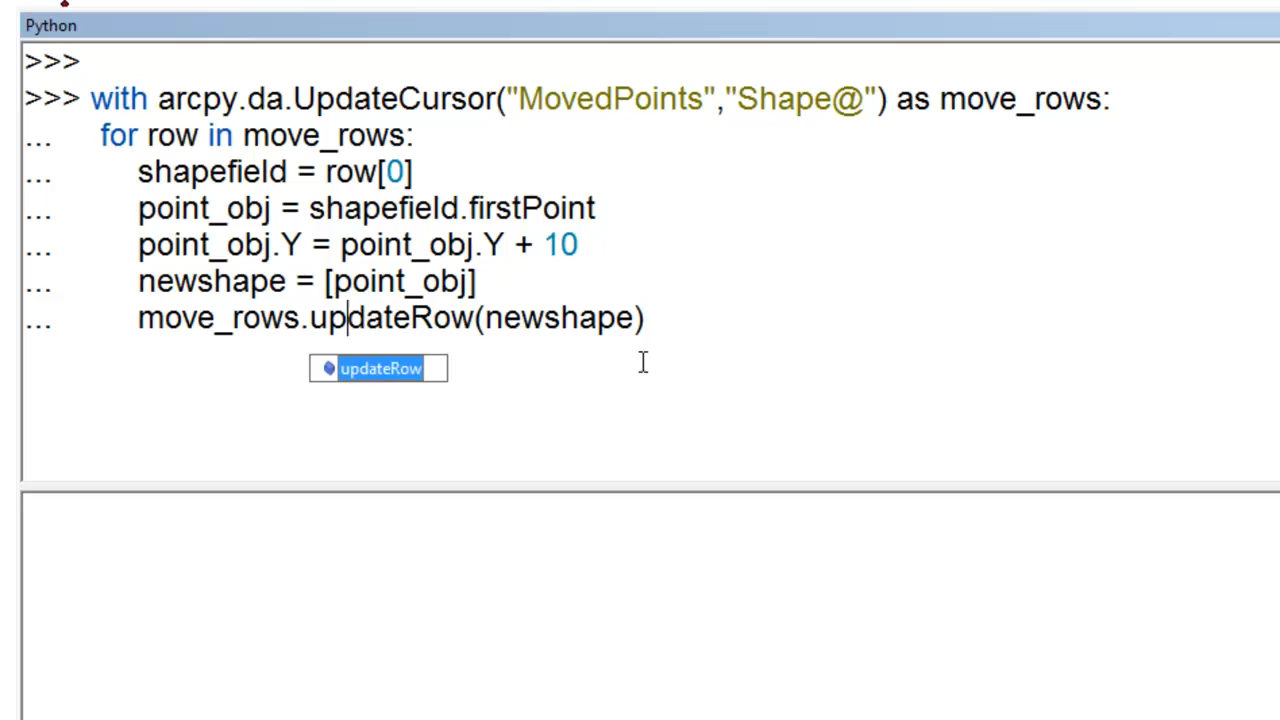 Python
>>>
>>> with arcpy.da.UpdateCursor("MovedPoints","Shape@") as move_rows:
... for row in move_rows:
... shapefield = row[0]
... point_obj = shapefield.firstPoint
... point_obj.Y = point_obj.Y + 10
... newshape = [point_obj]
... move_rows.updateRow(newshape)
updateRow